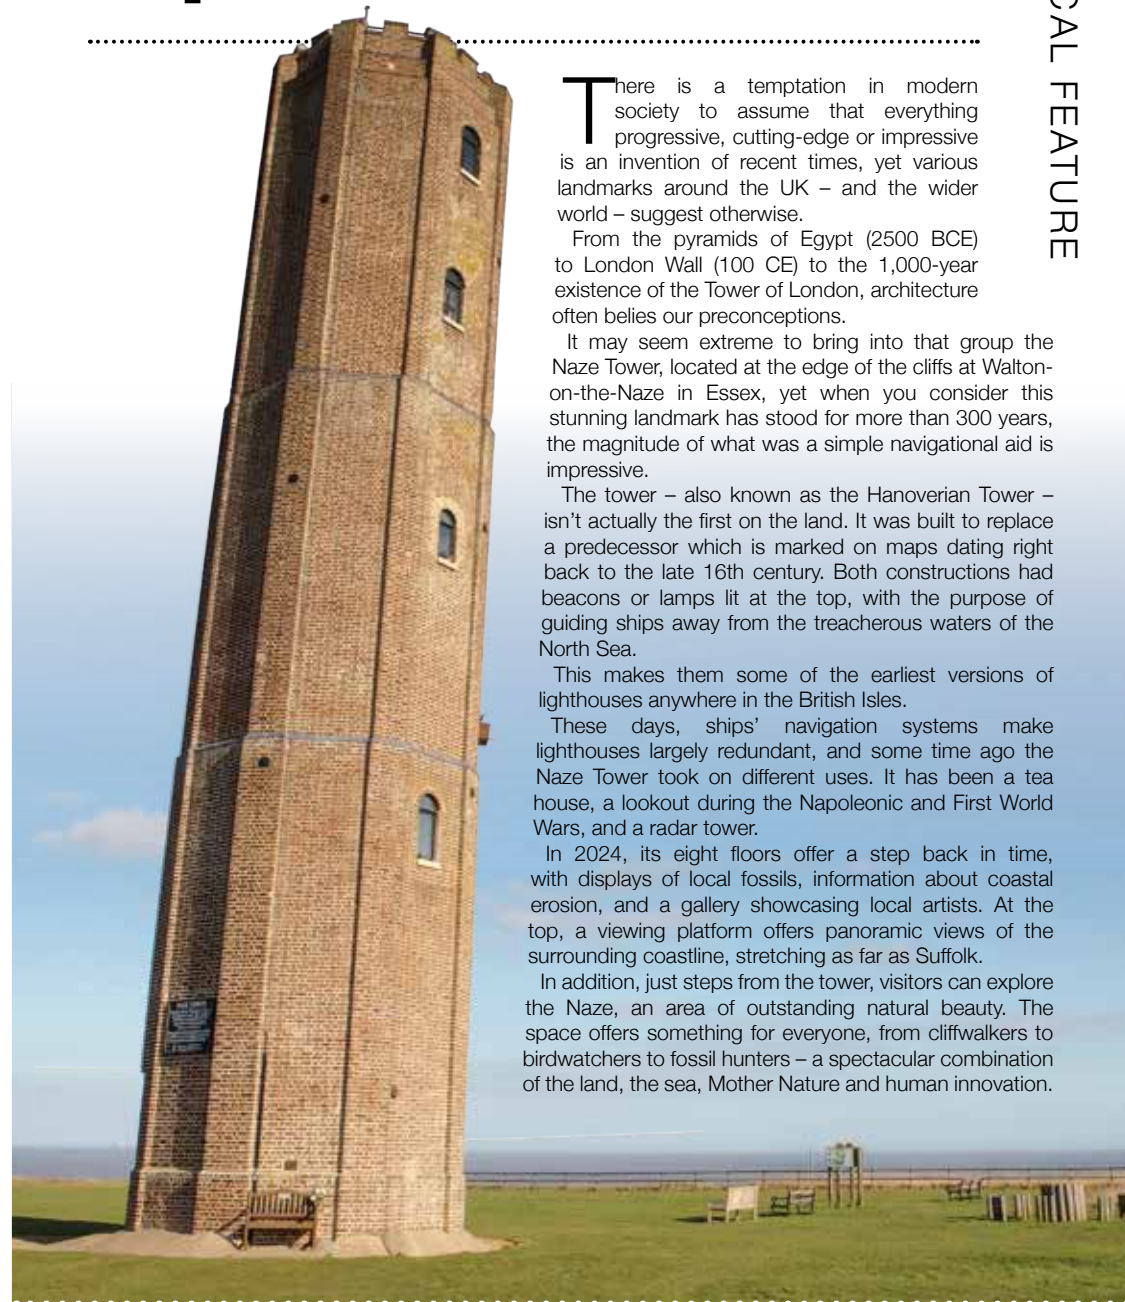 CAL FEATURE
There is a temptation in modern
society to assume that everything
progressive, cutting-edge or impressive
is an invention of recent times, yet various
landmarks around the UK – and the wider
world – suggest otherwise.
From the pyramids of Egypt (2500 BCE)
to London Wall (100 CE) to the 1,000-year
existence of the Tower of London, architecture
often belies our preconceptions.
It may seem extreme to bring into that group the
Naze Tower, located at the edge of the cliffs at Walton-
on-the-Naze in Essex, yet when you consider this
stunning landmark has stood for more than 300 years,
the magnitude of what was a simple navigational aid is
impressive.
The tower – also known as the Hanoverian Tower –
isn't actually the first on the land. It was built to replace
a predecessor which is marked on maps dating right
back to the late 16th century. Both constructions had
beacons or lamps lit at the top, with the purpose of
guiding ships away from the treacherous waters of the
North Sea.
This makes them some of the earliest versions of
lighthouses anywhere in the British Isles.
These days, ships' navigation systems make
lighthouses largely redundant, and some time ago the
Naze Tower took on different uses. It has been a tea
house, a lookout during the Napoleonic and First World
Wars, and a radar tower.
In 2024, its eight floors offer a step back in time,
with displays of local fossils, information about coastal
erosion, and a gallery showcasing local artists. At the
top, a viewing platform offers panoramic views of the
surrounding coastline, stretching as far as Suffolk.
In addition, just steps from the tower, visitors can explore
the Naze, an area of outstanding natural beauty. The
space offers something for everyone, from cliffwalkers to
birdwatchers to fossil hunters – a spectacular combination
of the land, the sea, Mother Nature and human innovation.